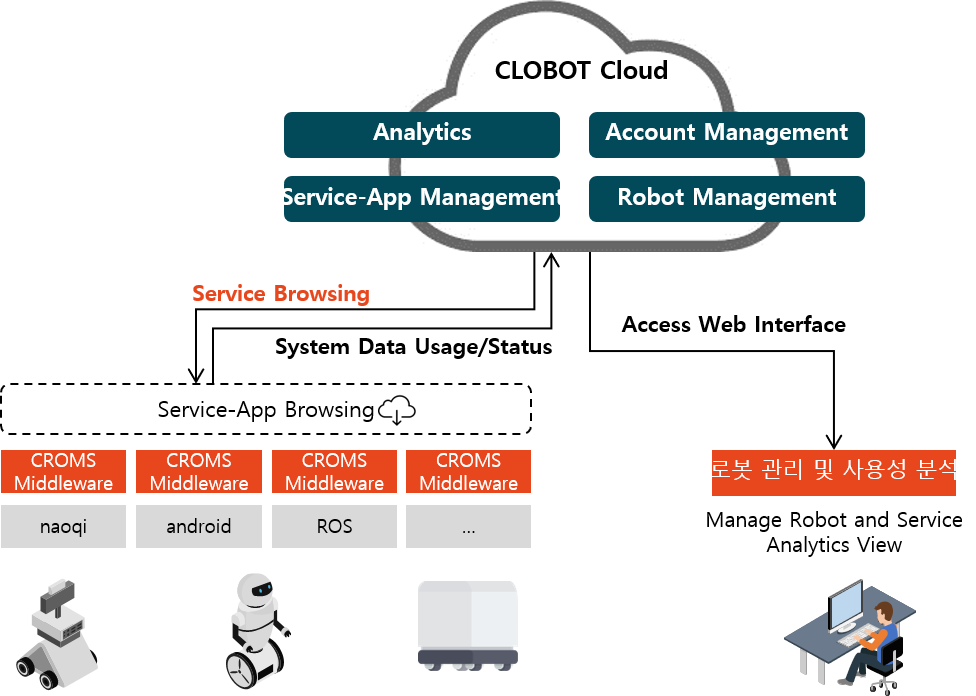 CLOBOT Cloud
Analytics
Account Management
Service-App Management
Robot Management
Service Browsing
System Data Usage/Status
Access Web Interface
Service-App Browsing
CROMS
Middleware
CROMS
Middleware
CROMS
Middleware
CROMS
Middleware
naoqi
android
ROS
...
로봇 관리 및 사용성 분석
Manage Robot and Service
Analytics View